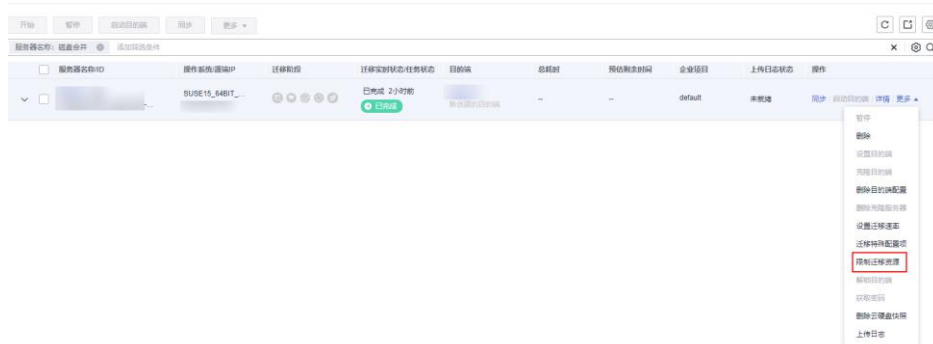 开始 暂停 启动目的端 同步 更多
服务器名称: 磁盘合并 添加筛选条件
服务器名称/ID 操作系统/源端IP 迁移阶段 迁移实时状态/任务状态 目的端 总耗时 预估剩余时间 企业项目 上传日志状态 操作
SUSE15_64BIT_... 已完成 2小时前 -- -- default 未就绪 同步 启动目的端 详情 更多
已完成
暂停
删除
设置目的端
克隆目的端
删除目的端配置
删除克隆服务器
设置迁移速率
迁移特殊配置项
限制迁移资源
解锁目的端
获取密码
删除云硬盘快照
上传日志